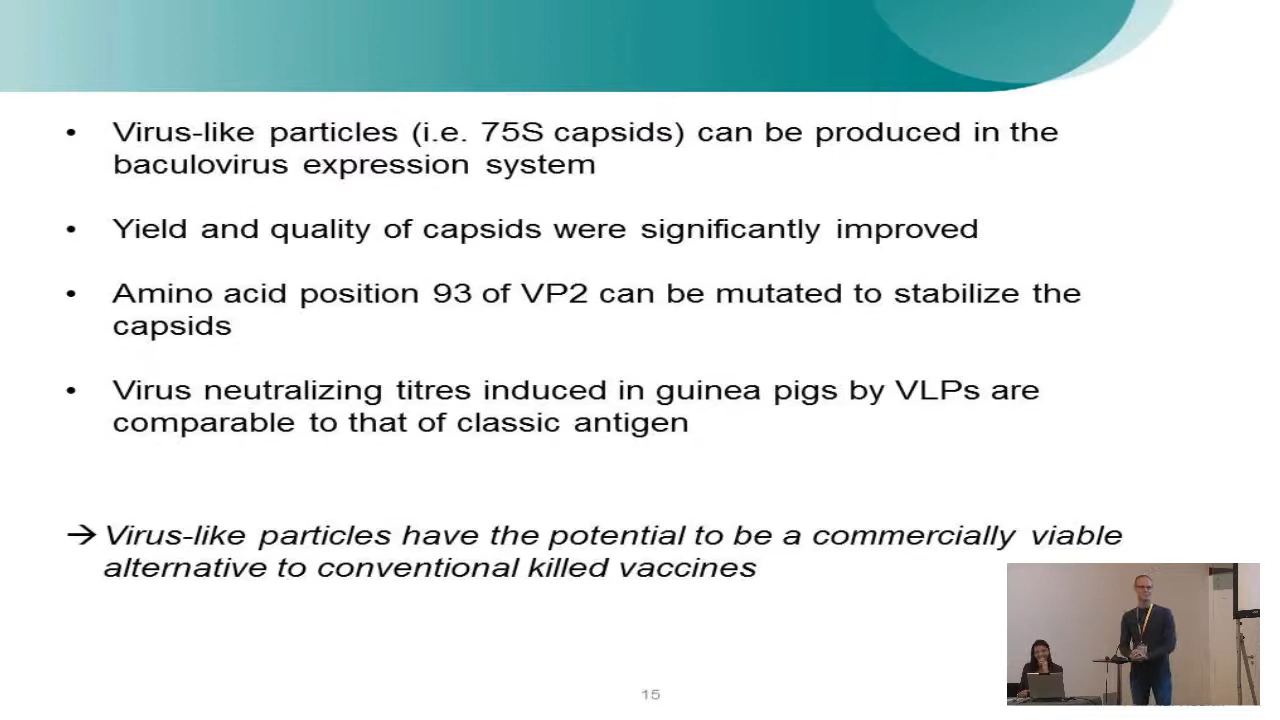 • Virus-like particles (i.e. 75S capsids) can be produced in the
baculovirus expression system
• Yield and quality of capsids were significantly improved
• Amino acid position 93 of VP2 can be mutated to stabilize the
capsids
• Virus neutralizing titres induced in guinea pigs by VLPs are
comparable to that of classic antigen
→ Virus-like particles have the potential to be a commercially viable
alternative to conventional killed vaccines
15